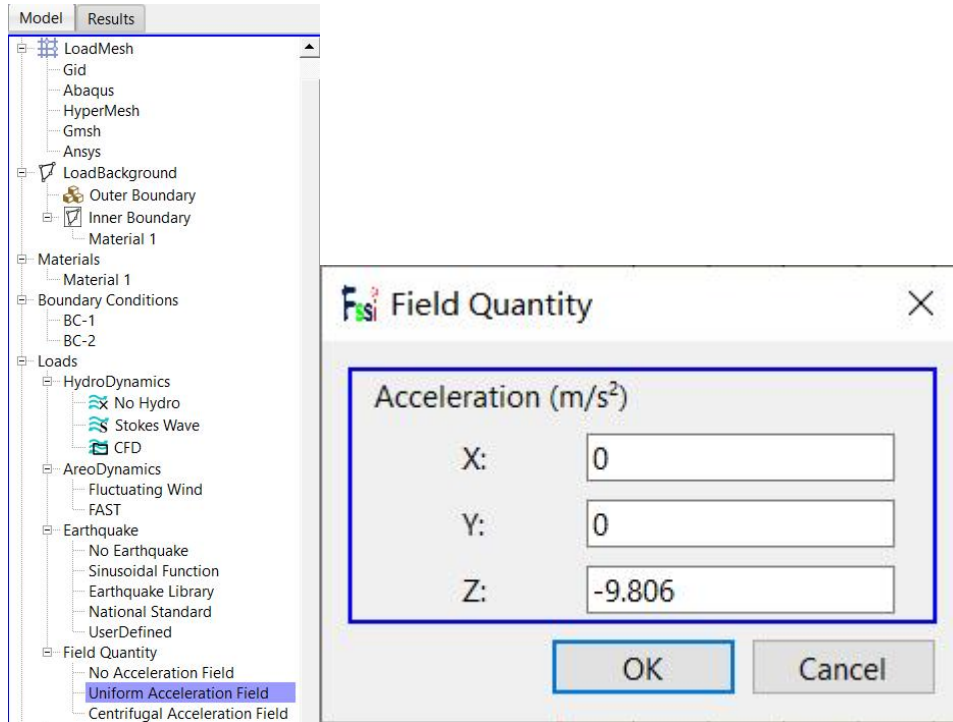 Model
Results
LoadMesh
Gid
Abaqus
HyperMesh
Gmsh
Ansys
LoadBackground
Outer Boundary
Inner Boundary
Material 1
Materials
Material 1
Boundary Conditions
BC-1
BC-2
Loads
HydroDynamics
No Hydro
Stokes Wave
CFD
AreoDynamics
Fluctuating Wind
FAST
Earthquake
No Earthquake
Sinusoidal Function
Earthquake Library
National Standard
UserDefined
Field Quantity
No Acceleration Field
Uniform Acceleration Field
Centrifugal Acceleration Field
Fssi Field Quantity
Acceleration (m/s²)
X: 0
Y: 0
Z: -9.806
OK Cancel